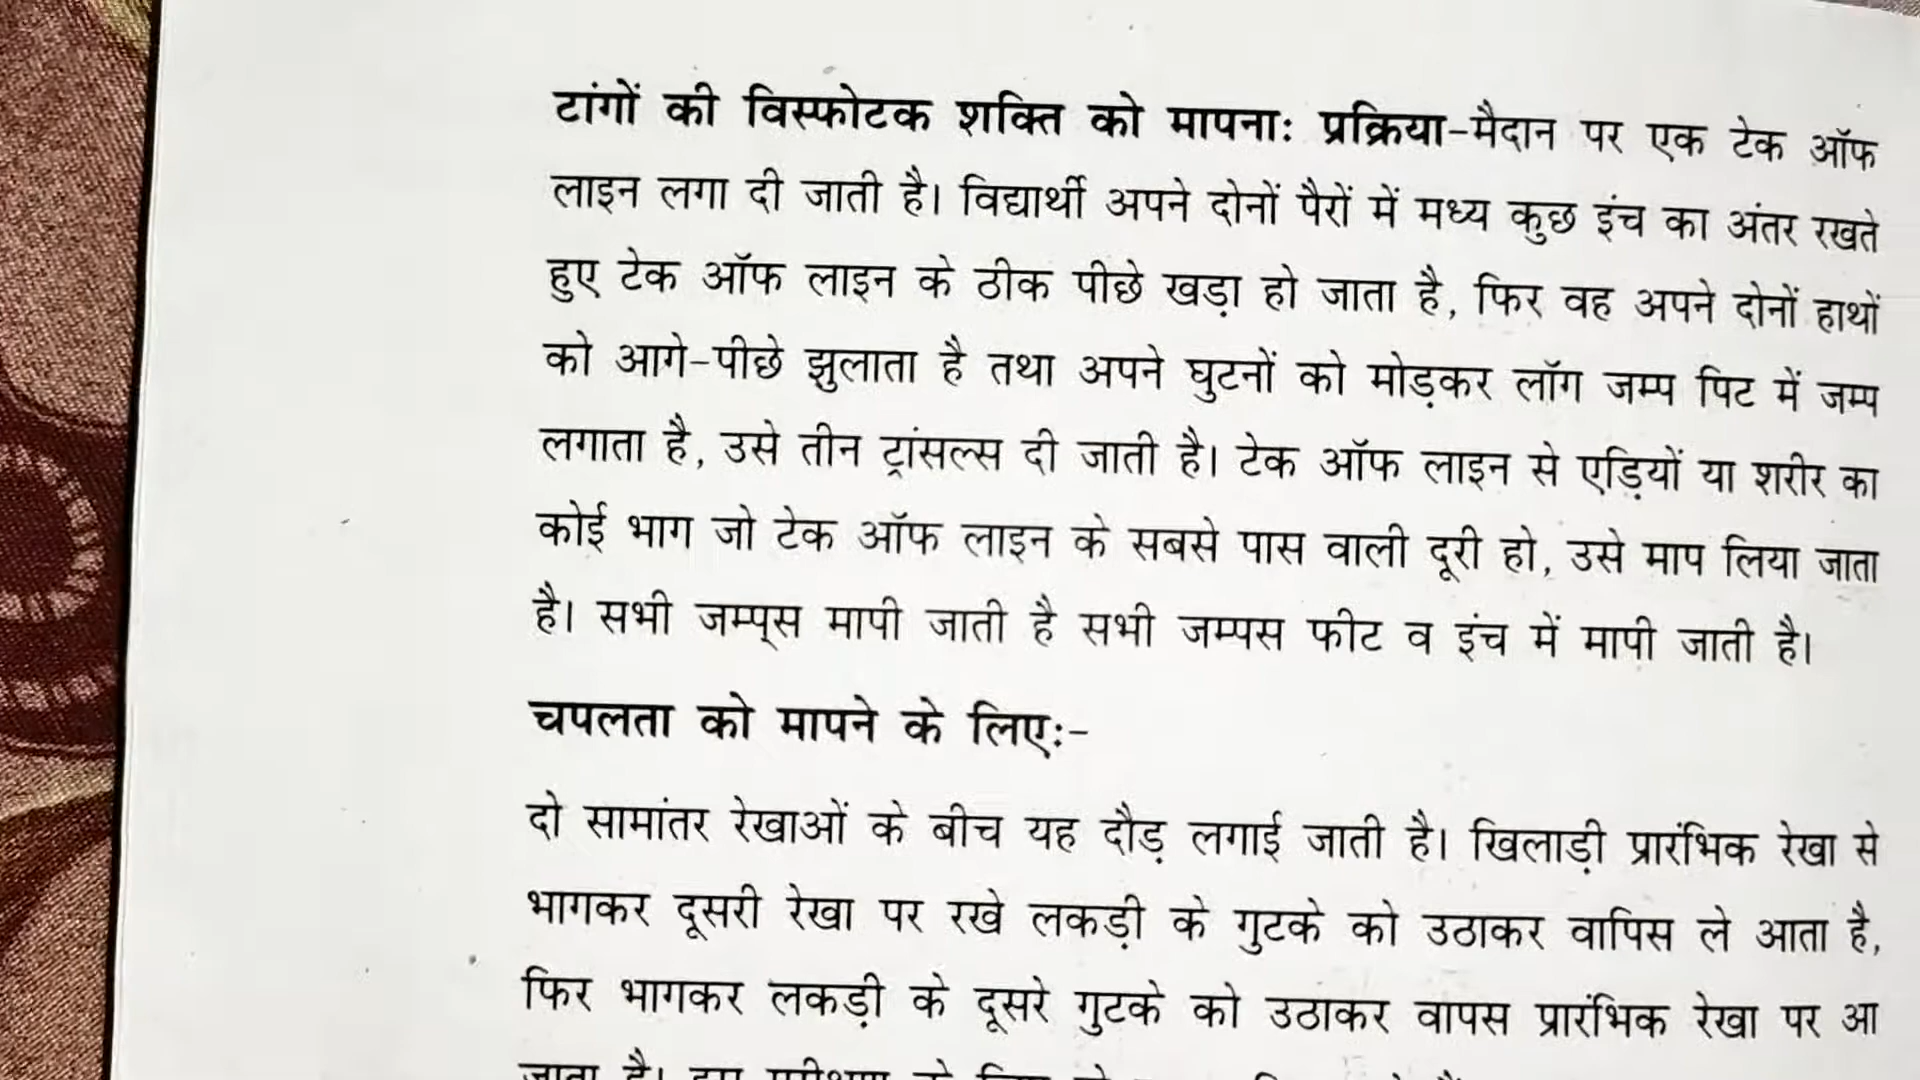 टांगों की विस्फोटक शक्ति को मापनाः प्रक्रिया-मैदान पर एक टेक ऑफ
लाइन लगा दी जाती है। विद्यार्थी अपने दोनों पैरों में मध्य कुछ इंच का अंतर रखते
हुए टेक ऑफ लाइन के ठीक पीछे खड़ा हो जाता है, फिर वह अपने दोनों हाथों
को आगे-पीछे झुलाता है तथा अपने घुटनों को मोड़कर लॉग जम्प पिट में जम्प
लगाता है, उसे तीन ट्रांसल्स दी जाती है। टेक ऑफ लाइन से एड़ियों या शरीर का
कोई भाग जो टेक ऑफ लाइन के सबसे पास वाली दूरी हो, उसे माप लिया जाता
है। सभी जम्प्स मापी जाती है सभी जम्पस फीट व इंच में मापी जाती है।
चपलता को मापने के लिएः-
दो सामांतर रेखाओं के बीच यह दौड़ लगाई जाती है। खिलाड़ी प्रारंभिक रेखा से
भागकर दूसरी रेखा पर रखे लकड़ी के गुटके को उठाकर वापिस ले आता है,
फिर भागकर लकड़ी के दूसरे गुटके को उठाकर वापस प्रारंभिक रेखा पर आ
जाता है। इस